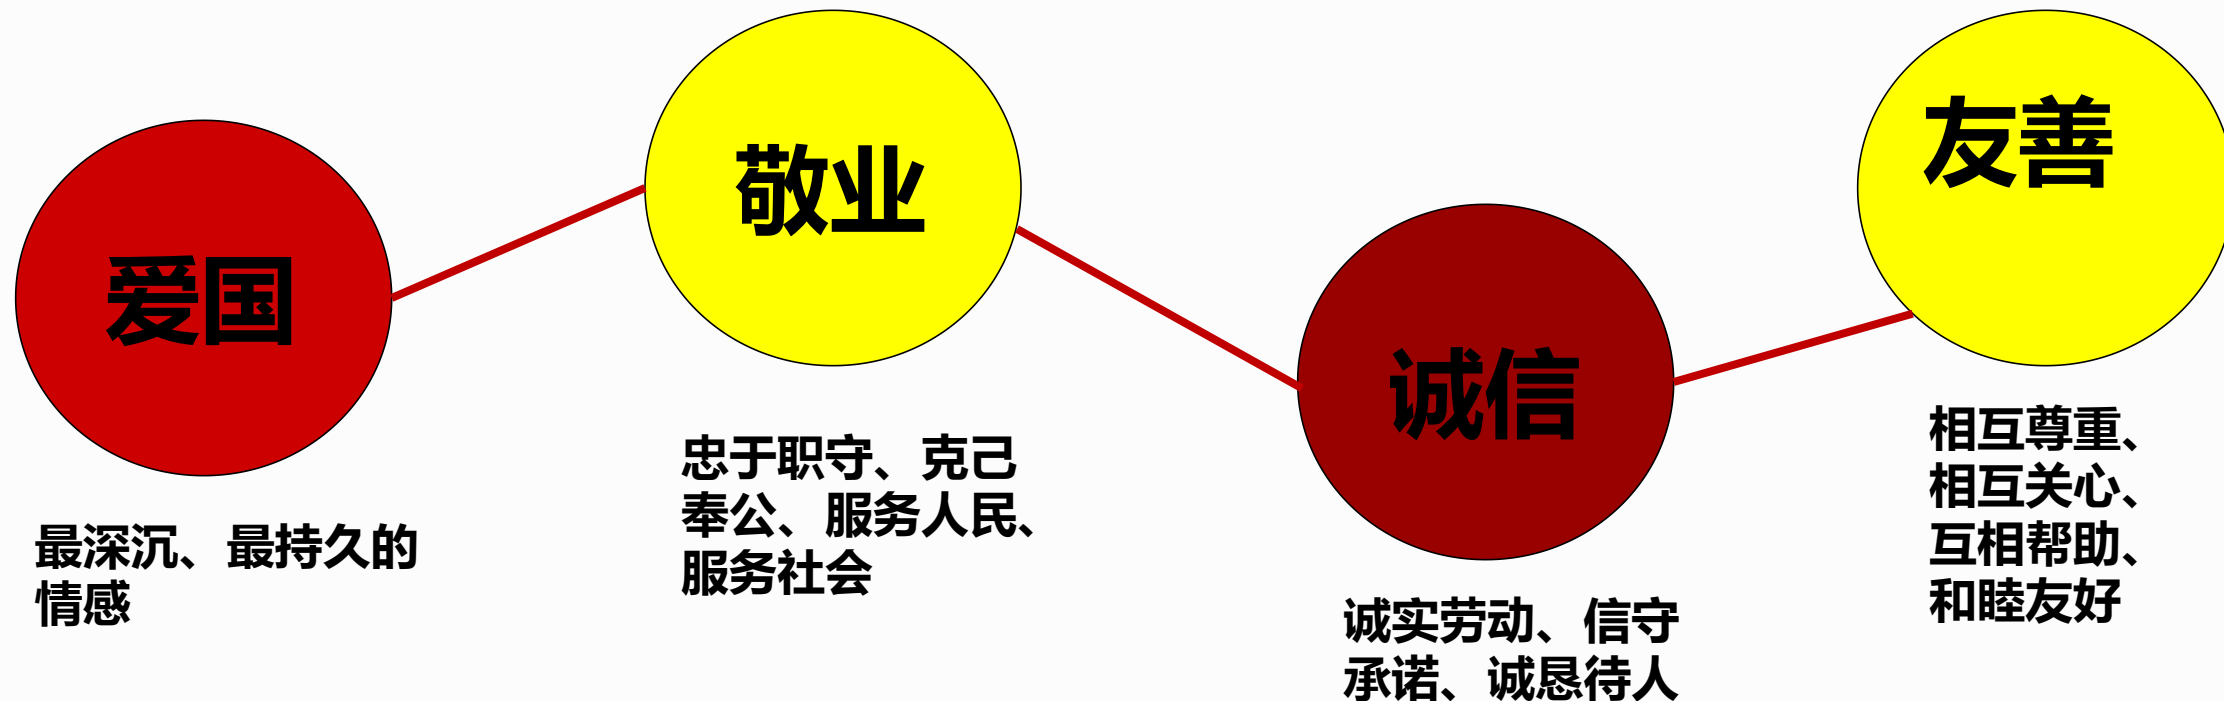 爱国
最深沉、最持久的
情感
敬业
忠于职守、克己
奉公、服务人民、
服务社会
诚信
诚实劳动、信守
承诺、诚恳待人
友善
相互尊重、
相互关心、
互相帮助、
和睦友好